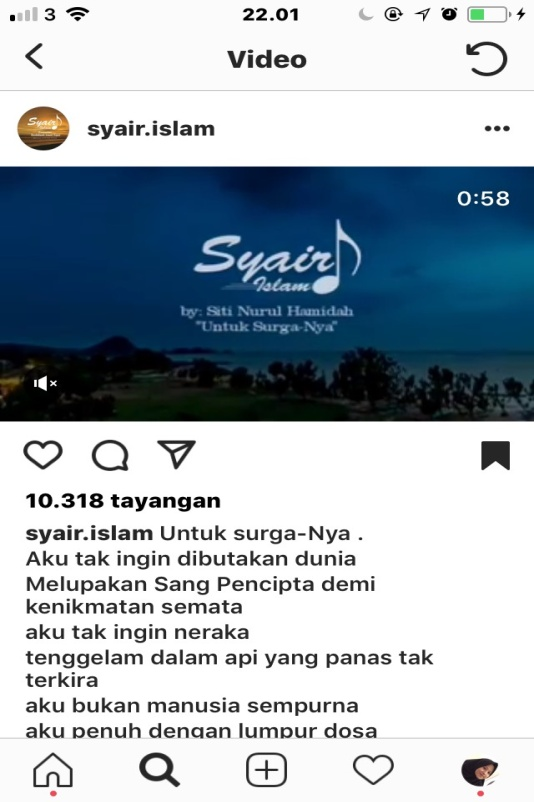 3 22.01
Video
Syair
Islam
syair.islam
0:58
Syair
Islam
by: Siti Nurul Hamidah
"Untuk Surga-Nya"
10.318 tayangan
syair.islam Untuk surga-Nya .
Aku tak ingin dibutakan dunia
Melupakan Sang Pencipta demi
kenikmatan semata
aku tak ingin neraka
tenggelam dalam api yang panas tak
terkira
aku bukan manusia sempurna
aku penuh dengan lumpur dosa